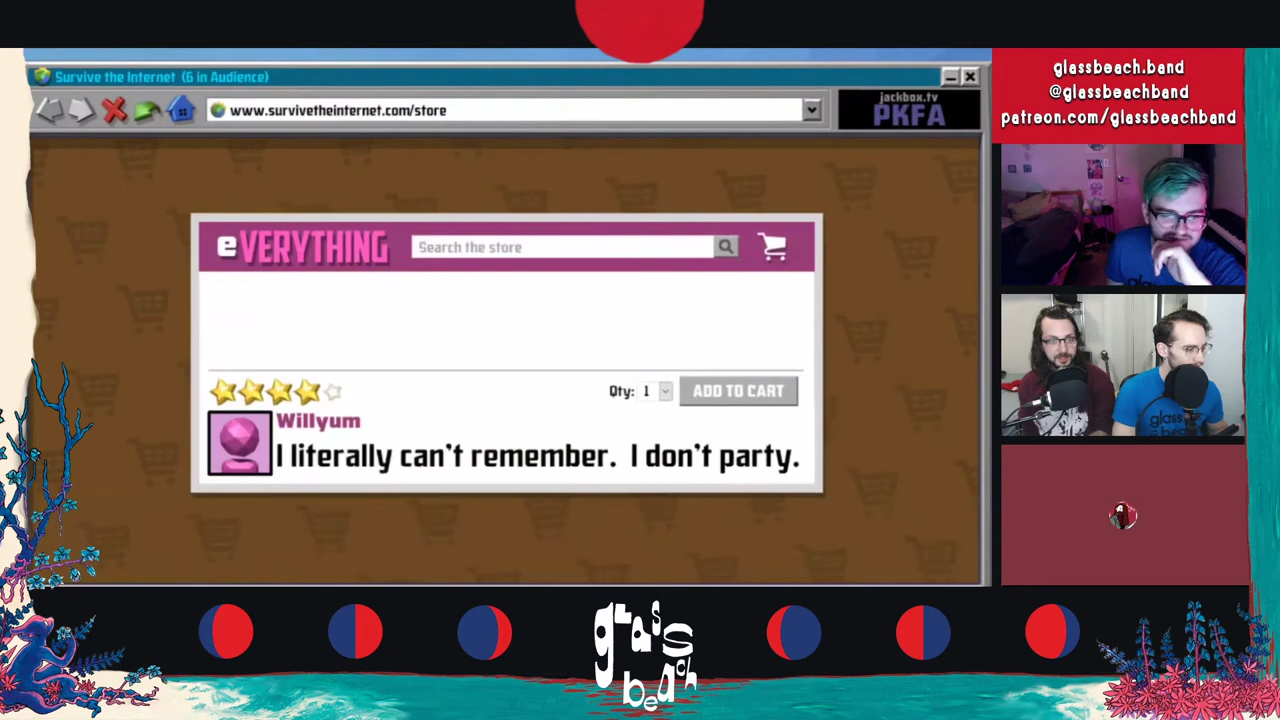 Survive the Internet (6 in Audience)
www.survivetheinternet.com/store
jackbox.tv
PKFA
glassbeach.band
@glassbeachband
patreon.com/glassbeachband
eVERYTHING
Search the store
Qty: 1
ADD TO CART
Willyum
I literally can't remember. I don't party.
glass
beach